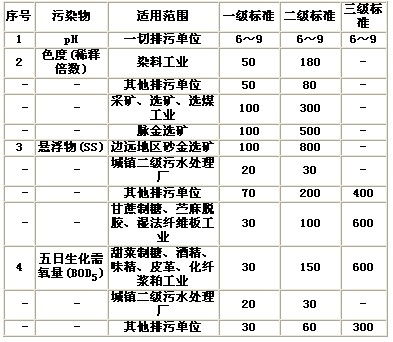 序号 污染物 适用范围 一级标准 二级标准 三级标准
1 pH 一切排污单位 6～9 6～9 6～9
2 色度(稀释倍数) 染料工业 50 180 -
- - 其他排污单位 50 80 -
- - 采矿、选矿、选煤工业 100 300 -
- - 脉金选矿 100 500 -
3 悬浮物(SS) 边远地区砂金选矿 100 800 -
- - 城镇二级污水处理厂 20 30 -
- - 其他排污单位 70 200 400
- - 甘蔗制糖、苎麻脱胶、湿法纤维板工业 30 100 600
4 五日生化需氧量(BOD5) 甜菜制糖、酒精、味精、皮革、化纤浆粕工业 30 150 600
- - 城镇二级污水处理厂 20 30 -
- - 其他排污单位 30 60 300